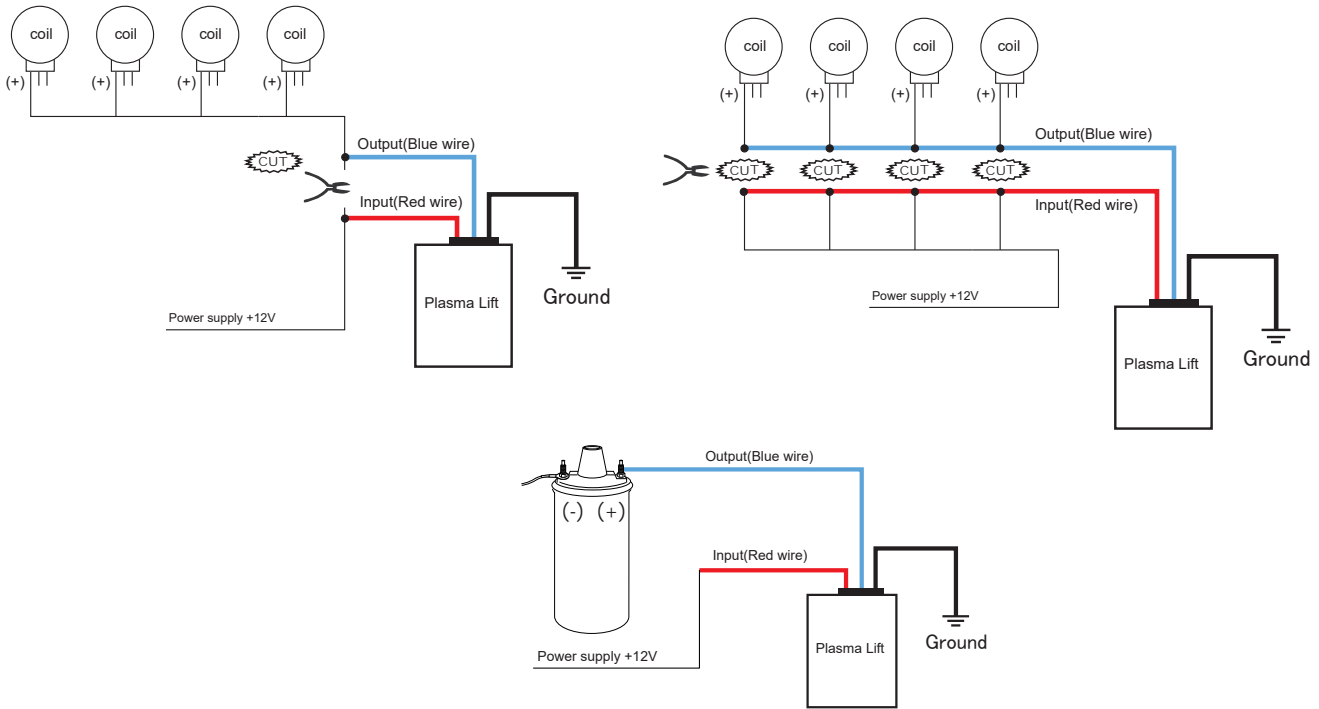 coil
coil
coil
coil
(+)
(+)
(+)
(+)
Output(Blue wire)
CUT
Input(Red wire)
Plasma Lift
Ground
Power supply +12V
coil
coil
coil
coil
(+)
(+)
(+)
(+)
Output(Blue wire)
CUT
CUT
CUT
CUT
Input(Red wire)
Power supply +12V
Plasma Lift
Ground
Output(Blue wire)
(-) (+)
Input(Red wire)
Plasma Lift
Ground
Power supply +12V